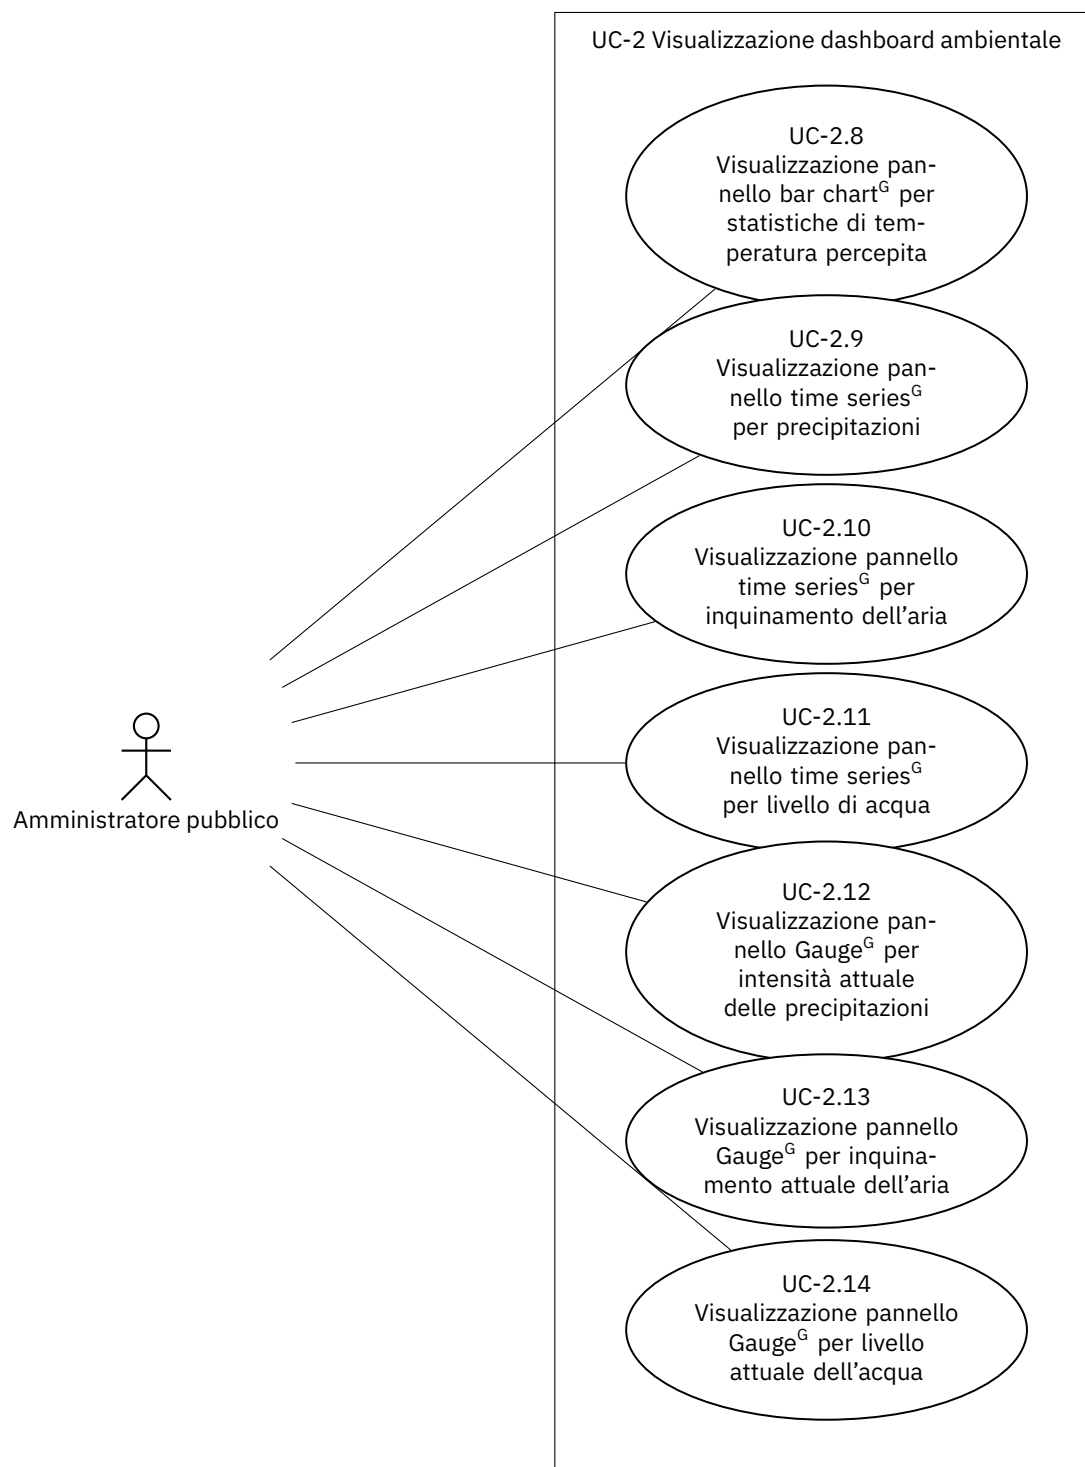 UC-2 Visualizzazione dashboard ambientale
UC-2.8
Visualizzazione pan-
nello bar chartᴳ per
statistiche di tem-
peratura percepita
UC-2.9
Visualizzazione pan-
nello time seriesᴳ
per precipitazioni
UC-2.10
Visualizzazione pannello
time seriesᴳ per
inquinamento dell’aria
UC-2.11
Visualizzazione pan-
nello time seriesᴳ
per livello di acqua
Amministratore pubblico
UC-2.12
Visualizzazione pan-
nello Gaugeᴳ per
intensità attuale
delle precipitazioni
UC-2.13
Visualizzazione pannello
Gaugeᴳ per inquina-
mento attuale dell’aria
UC-2.14
Visualizzazione pannello
Gaugeᴳ per livello
attuale dell’acqua